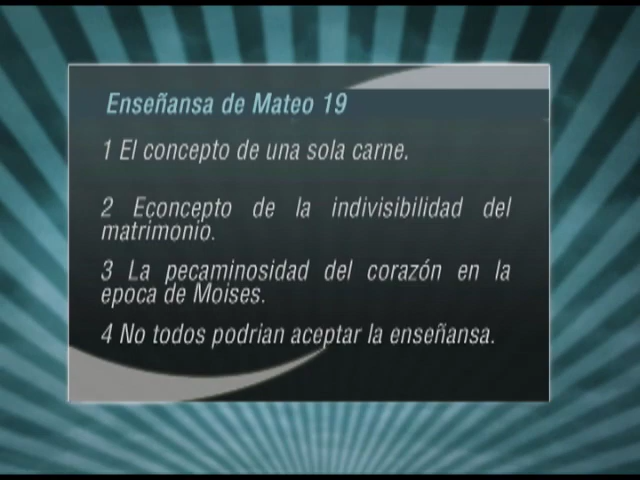 Enseñansa de Mateo 19
1 El concepto de una sola carne.
2 Econcepto de la indivisibilidad del
matrimonio.
3 La pecaminosidad del corazón en la
epoca de Moises.
4 No todos podrian aceptar la enseñansa.